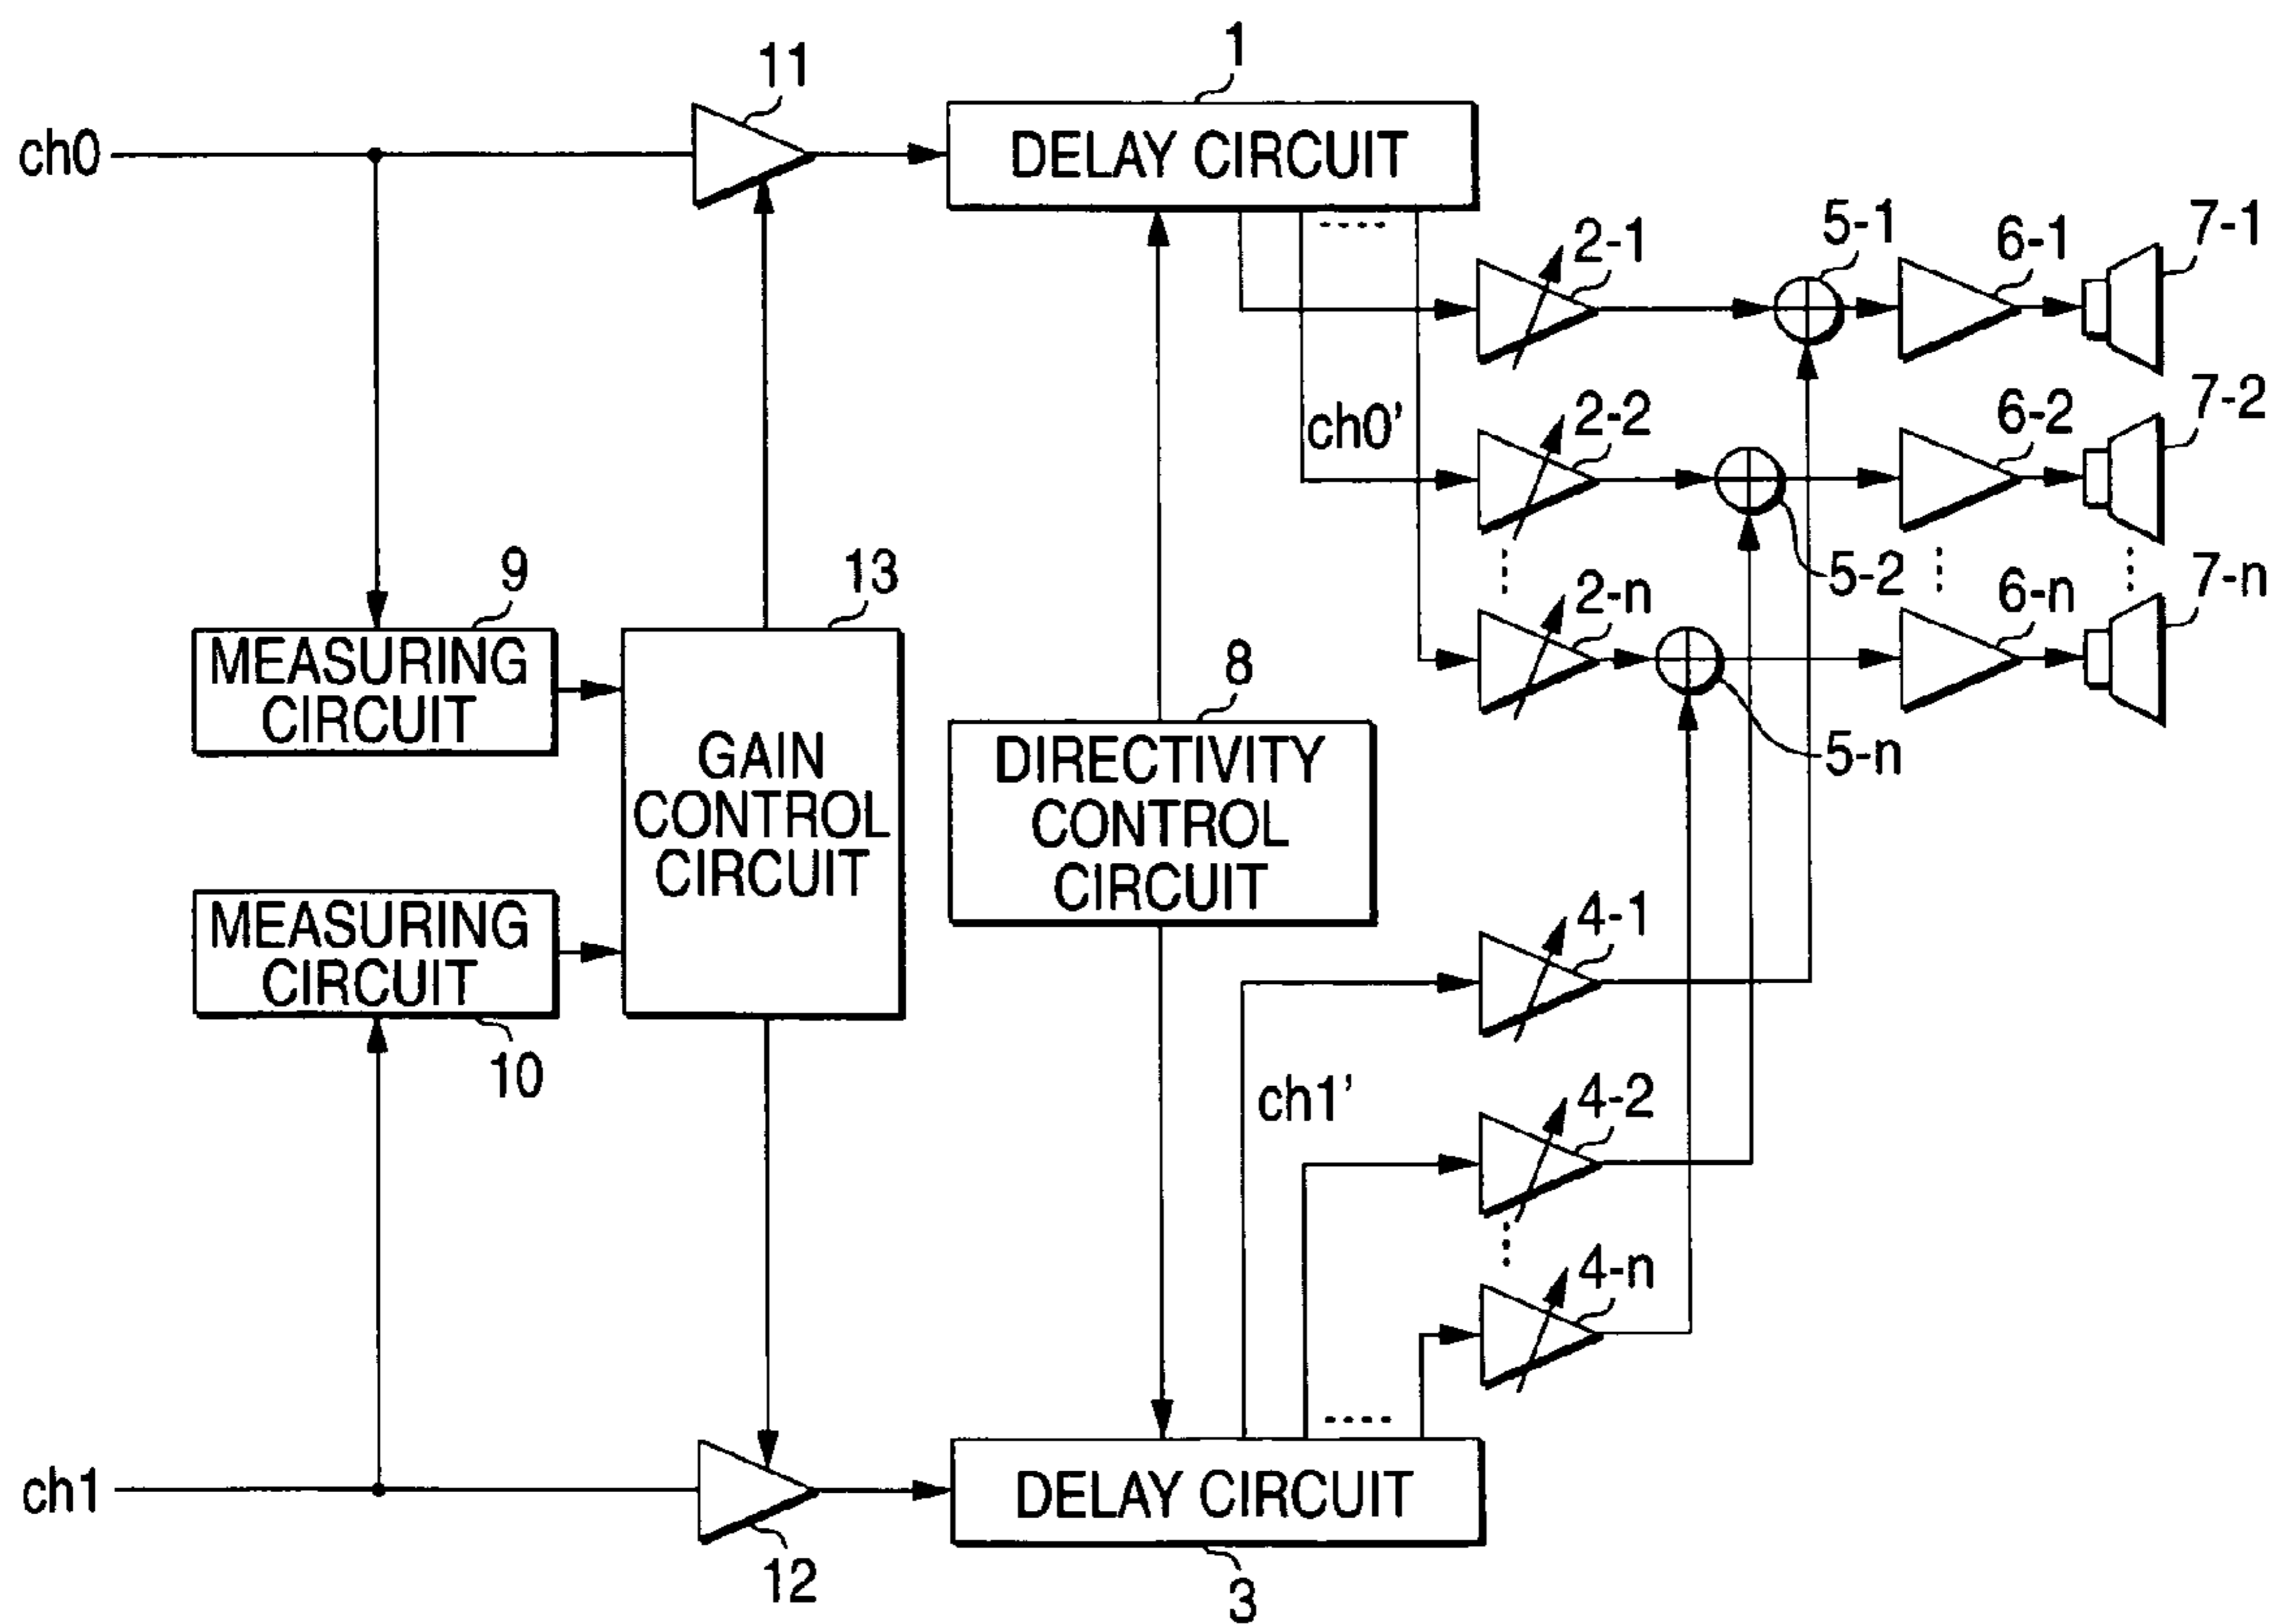 1
11
ch0
DELAY CIRCUIT
2-1
5-1
6-1
7-1
ch0'
2-2
5-2
6-2
7-2
2-n
5-n
6-n
7-n
9
MEASURING
CIRCUIT
13
GAIN
CONTROL
CIRCUIT
8
DIRECTIVITY
CONTROL
CIRCUIT
MEASURING
CIRCUIT
10
4-1
ch1'
4-2
4-n
ch1
12
DELAY CIRCUIT
3